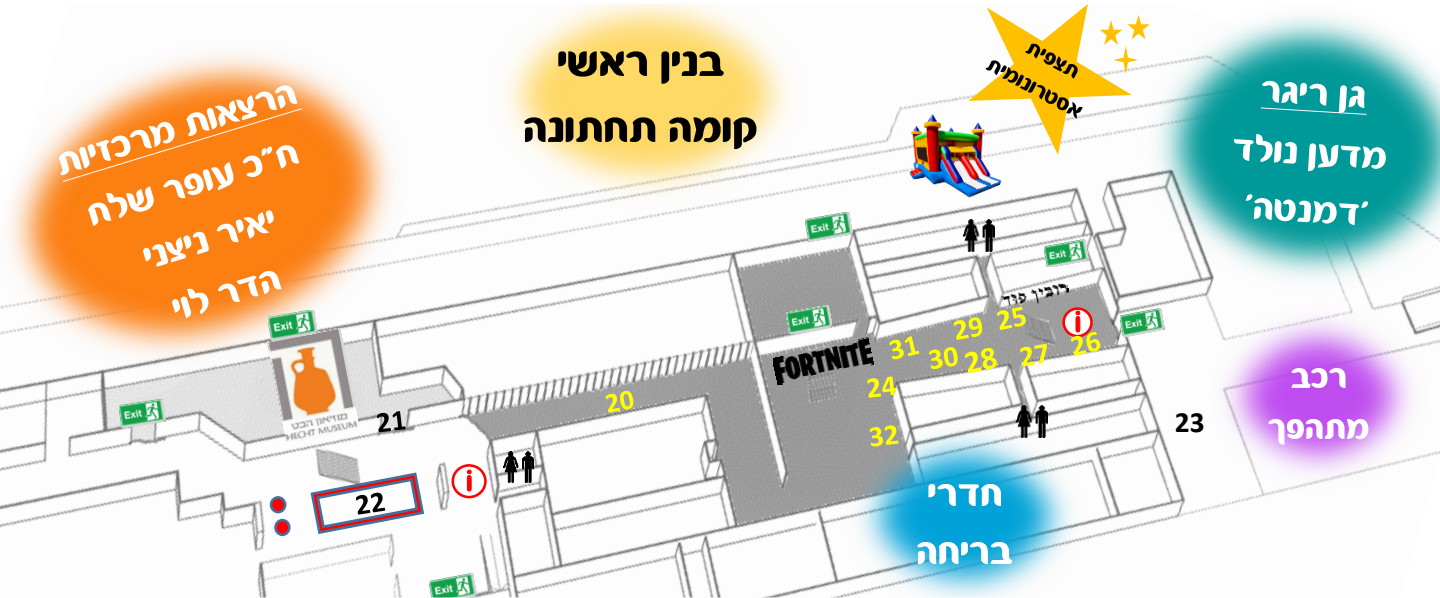 הרצאות מרכזיות
ח"כ עופר שלח
יאיר ניצני
הדר לוי
בנין ראשי
קומה תחתונה
תצפית
אסטרונומית
גן ריגר
מדען נולד
'דמנטה'
Exit
Exit
רובין פוד
Exit
Exit
Exit
Exit
Exit
מוזיאון הכט
HECHT MUSEUM
FORTNITE
20
21
22
23
24
25
26
27
28
29
30
31
32
i
i
רכב
מתהפך
חדרי
בריחה